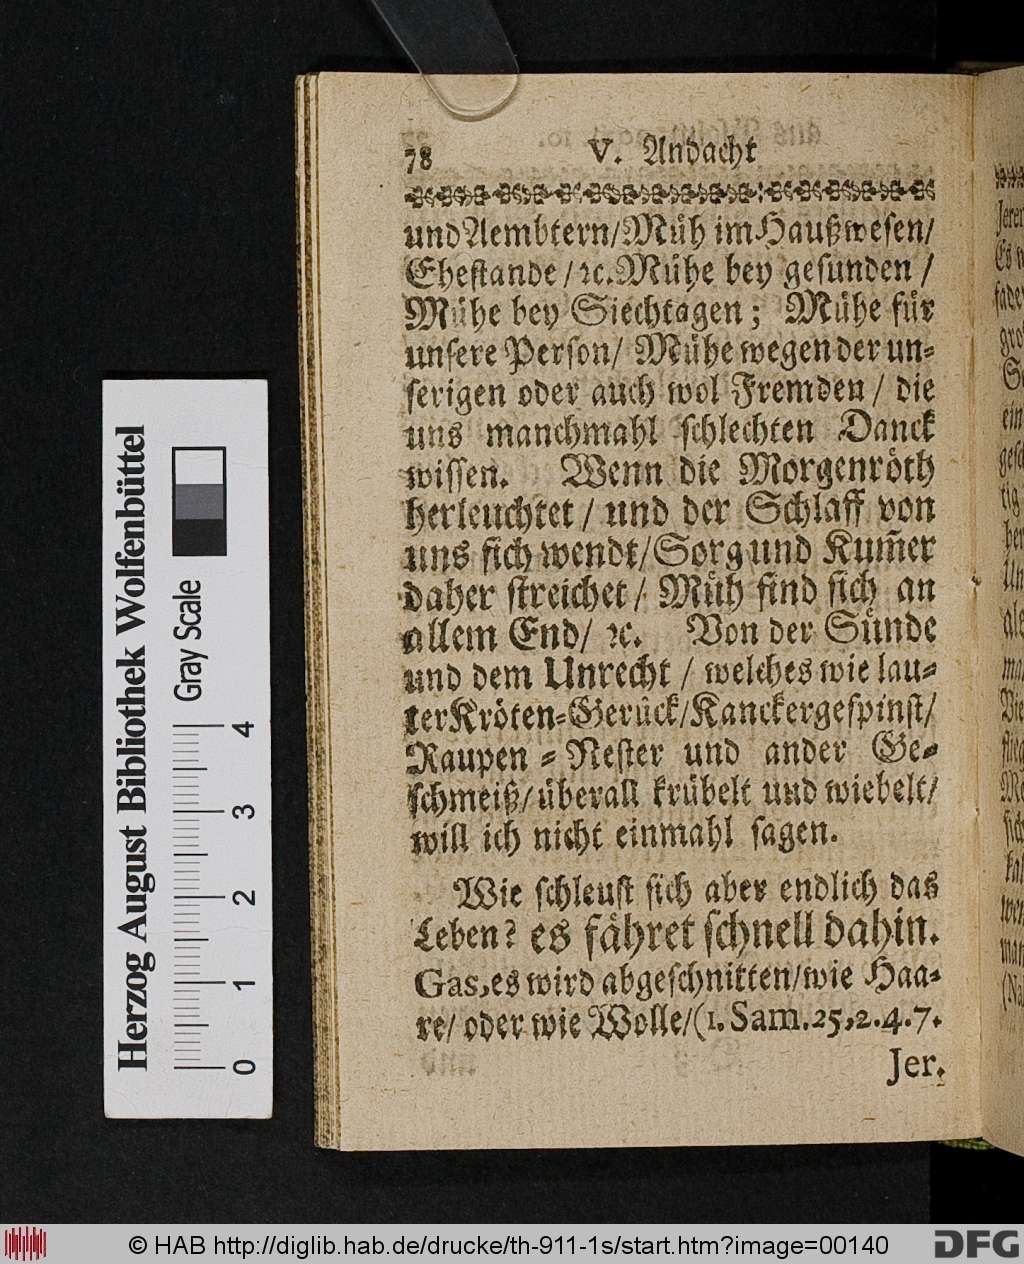 78 V. Andacht
und Aembtern/Müh im Haußwesen/
Ehestande/ꝛc. Mühe bey gesunden/
Mühe bey Siechtagen; Mühe für
unsere Person/ Mühe wegen der un⸗
serigen oder auch wol Fremden/ die
uns manchmahl schlechten Danck
wissen. Wenn die Morgenröth
herleuchtet/ und der Schlaff von
uns sich wendt/Sorg und Kum̃er
daher streichet/ Müh find sich an
allem End/ ꝛc. Von der Sünde
und dem Unrecht/ welches wie lau⸗
ter Kröten⸗Gerück/Kanckergespinst/
Raupen⸗Nester und ander Ge⸗
schmeiß/überall krübelt und wiebelt/
will ich nicht einmahl sagen.
Wie schleust sich aber endlich das
Leben? es fähret schnell dahin.
Gas, es wird abgeschnitten/wie Haa⸗
re/ oder wie Wolle/(1. Sam. 25, 2. 4. 7.
Jer.
Herzog August Bibliothek Wolfenbüttel
Gray Scale
0 1 2 3 4
© HAB http://diglib.hab.de/drucke/th-911-1s/start.htm?image=00140
DFG